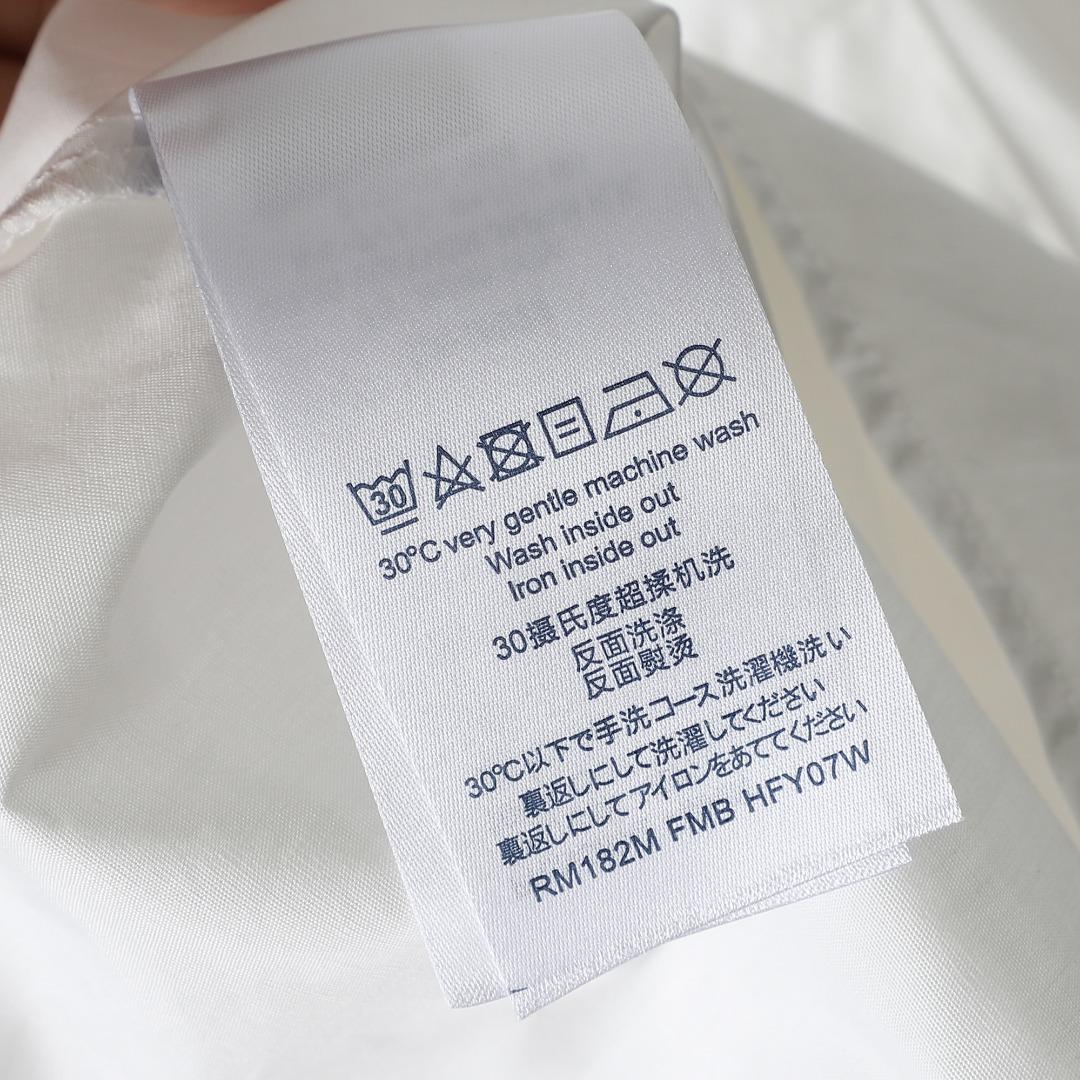 30
30°C very gentle machine wash
Wash inside out
Iron inside out
30摄氏度超揉机洗
反面洗涤
反面熨烫
30℃以下で手洗コース洗濯機洗い
裏返しにして洗濯してください
裏返しにしてアイロンをあててください
RM182M FMB HFY07W